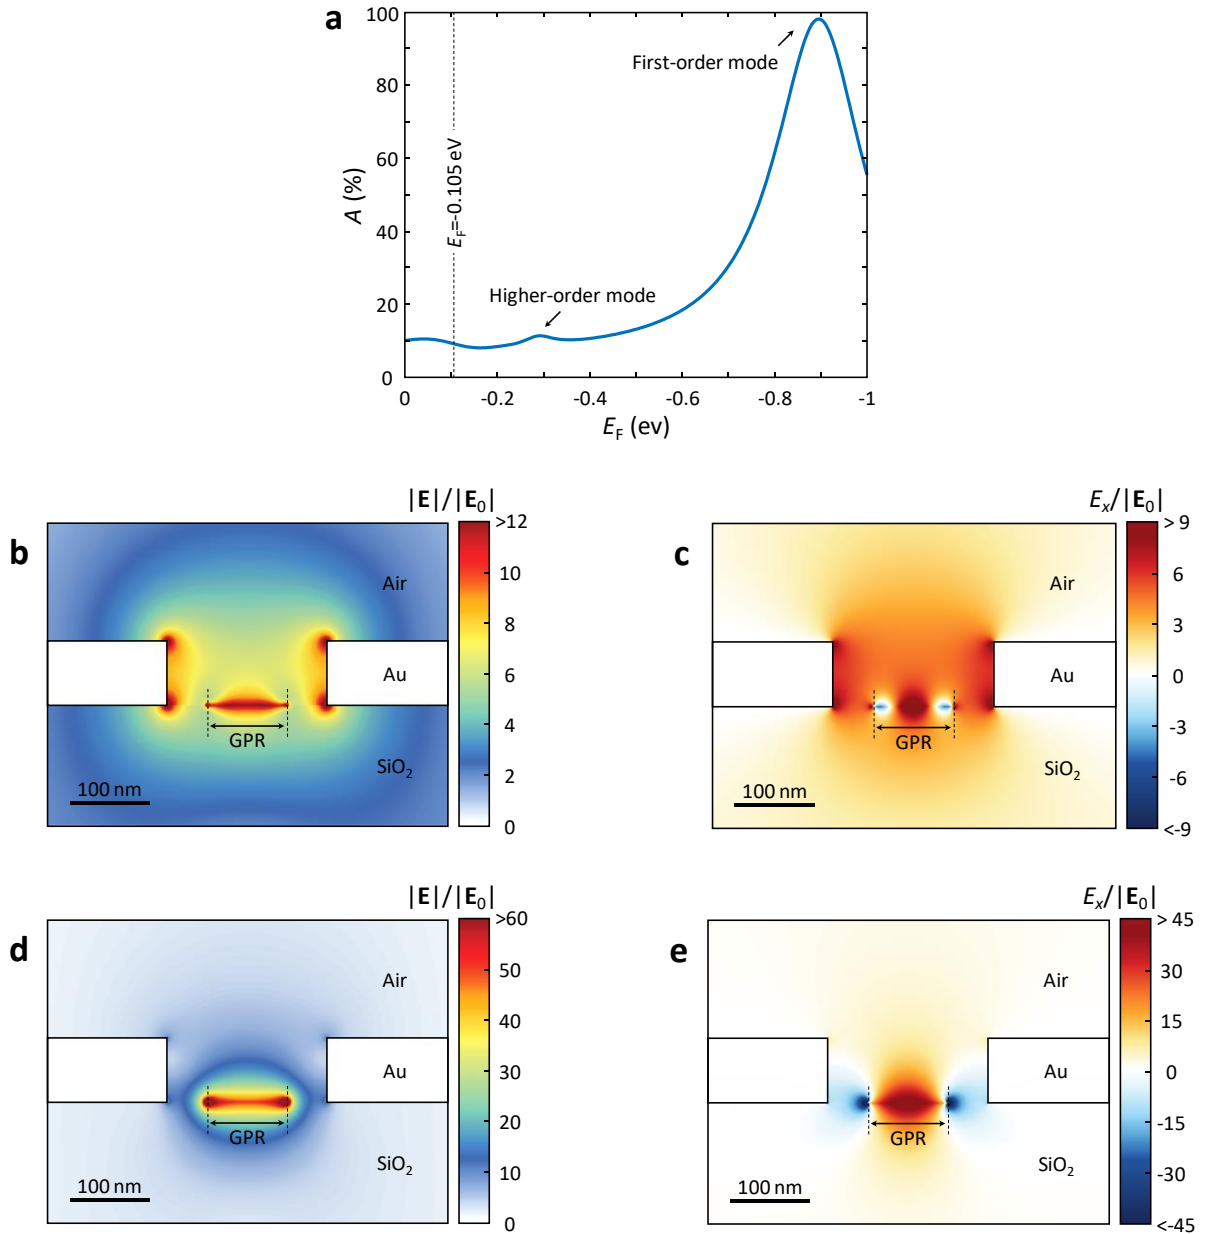 a
100
80
60
40
20
0
A (%)
First-order mode
Higher-order mode
E_F=-0.105 eV
0
-0.2
-0.4
-0.6
-0.8
-1
E_F (ev)
b
|E|/|E₀|
>12
10
8
6
4
2
0
Air
Au
GPR
SiO₂
100 nm
c
Eₓ/|E₀|
> 9
6
3
0
-3
-6
<-9
Air
Au
GPR
SiO₂
100 nm
d
|E|/|E₀|
>60
50
40
30
20
10
0
Air
Au
GPR
SiO₂
100 nm
e
Eₓ/|E₀|
> 45
30
15
0
-15
-30
<-45
Air
Au
GPR
SiO₂
100 nm